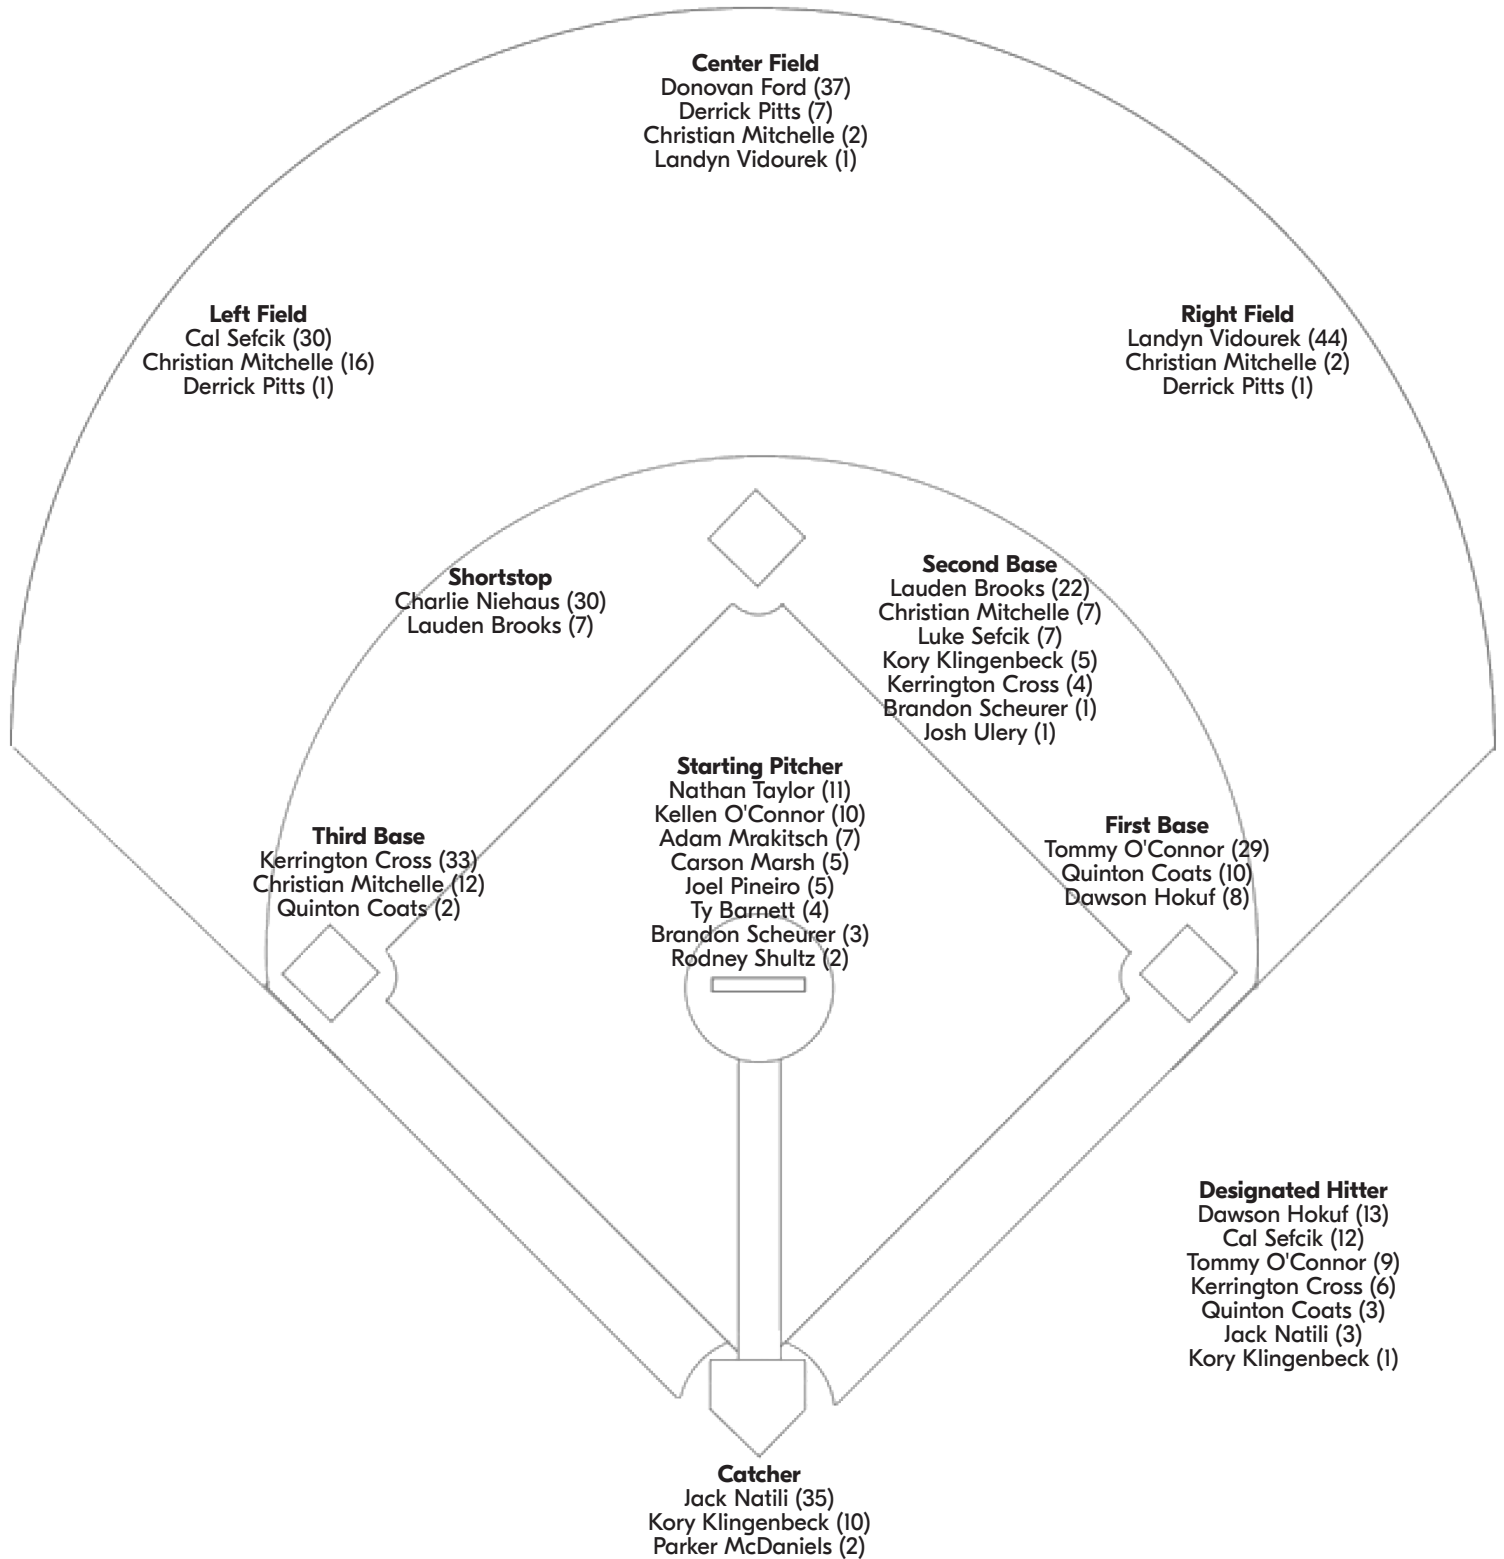 Center Field
Donovan Ford (37)
Derrick Pitts (7)
Christian Mitchelle (2)
Landyn Vidourek (1)
Left Field
Cal Sefcik (30)
Christian Mitchelle (16)
Derrick Pitts (1)
Right Field
Landyn Vidourek (44)
Christian Mitchelle (2)
Derrick Pitts (1)
Shortstop
Charlie Niehaus (30)
Lauden Brooks (7)
Second Base
Lauden Brooks (22)
Christian Mitchelle (7)
Luke Sefcik (7)
Kory Klingenbeck (5)
Kerrington Cross (4)
Brandon Scheurer (1)
Josh Ulery (1)
Starting Pitcher
Nathan Taylor (11)
Kellen O'Connor (10)
Adam Mrakitsch (7)
Carson Marsh (5)
Joel Pineiro (5)
Ty Barnett (4)
Brandon Scheurer (3)
Rodney Shultz (2)
Third Base
Kerrington Cross (33)
Christian Mitchelle (12)
Quinton Coats (2)
First Base
Tommy O'Connor (29)
Quinton Coats (10)
Dawson Hokuf (8)
Designated Hitter
Dawson Hokuf (13)
Cal Sefcik (12)
Tommy O'Connor (9)
Kerrington Cross (6)
Quinton Coats (3)
Jack Natili (3)
Kory Klingenbeck (1)
Catcher
Jack Natili (35)
Kory Klingenbeck (10)
Parker McDaniels (2)